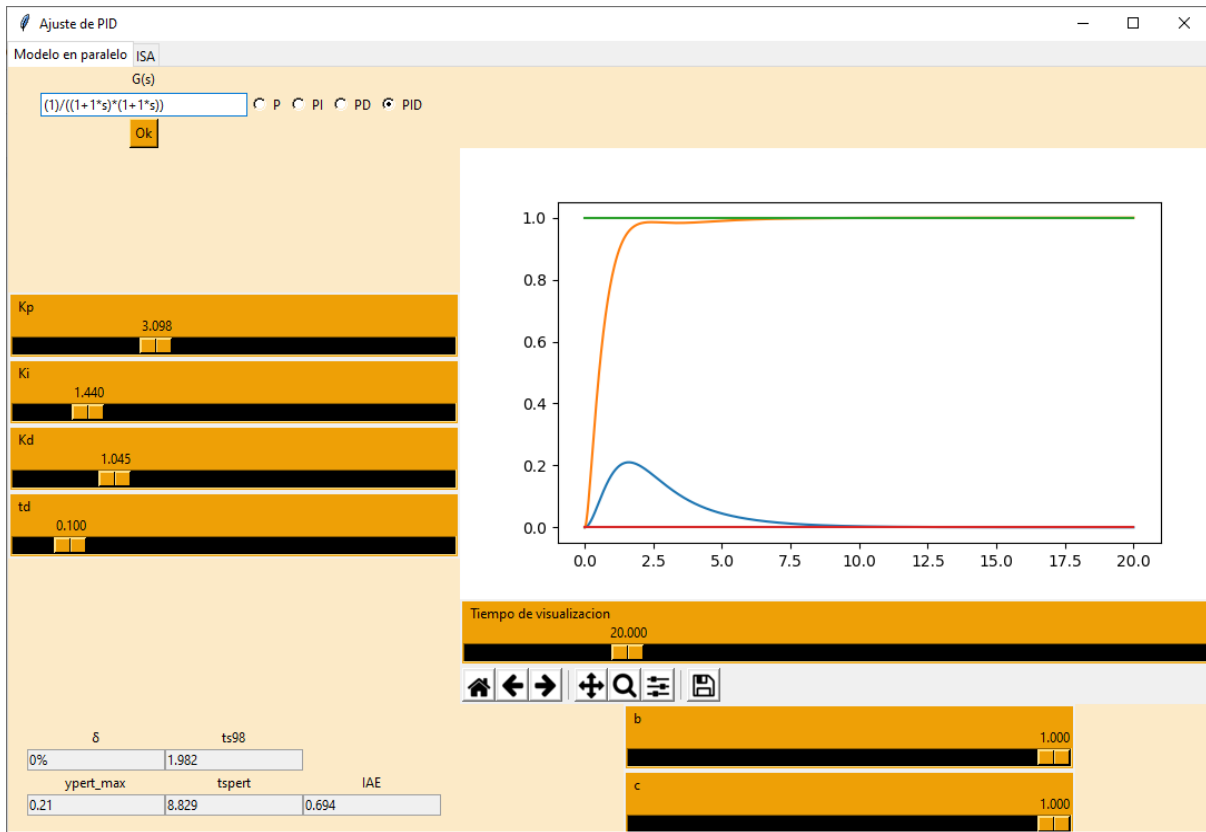 Ajuste de PID
Modelo en paralelo ISA
G(s)
(1)/((1+1*s)*(1+1*s)) P PI PD PID
Ok
1.0
0.8
0.6
0.4
0.2
0.0
0.0 2.5 5.0 7.5 10.0 12.5 15.0 17.5 20.0
Kp
3.098
Ki
1.440
Kd
1.045
td
0.100
Tiempo de visualizacion
20.000
b
1.000
c
1.000
δ ts98
0% 1.982
ypert_max tspert IAE
0.21 8.829 0.694